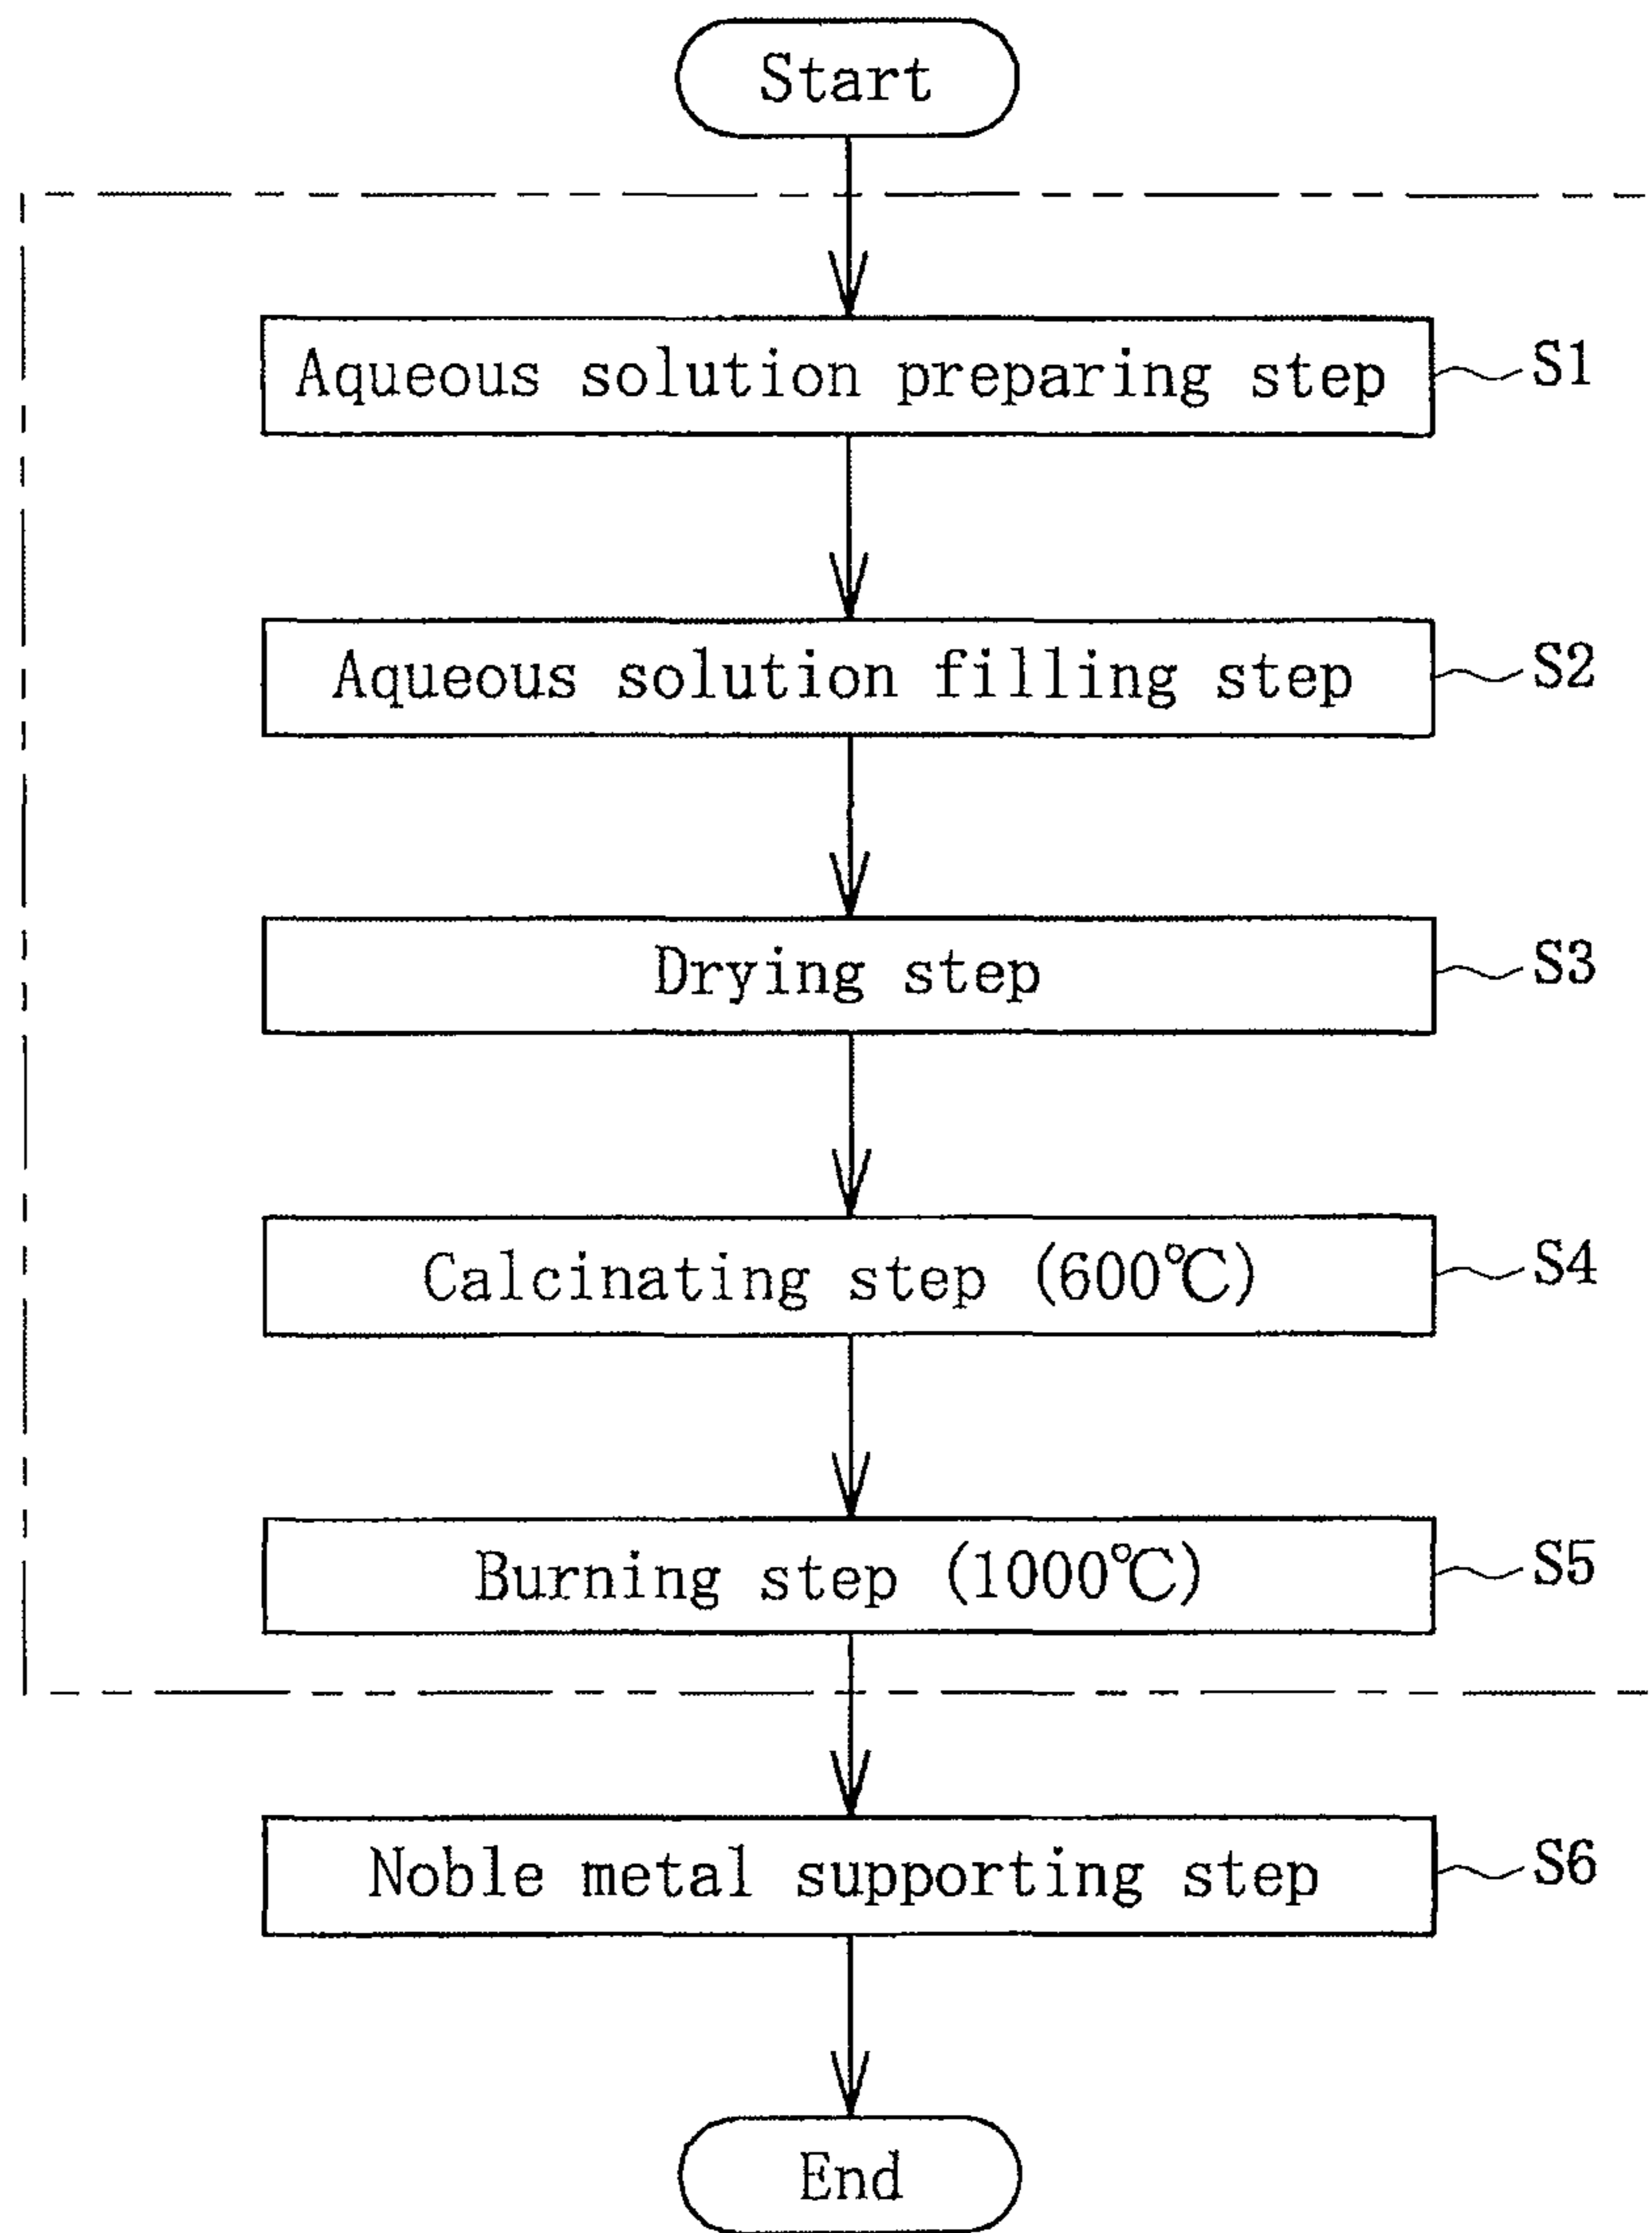 Start
Aqueous solution preparing step
S1
Aqueous solution filling step
S2
Drying step
S3
Calcinating step (600℃)
S4
Burning step (1000℃)
S5
Noble metal supporting step
S6
End